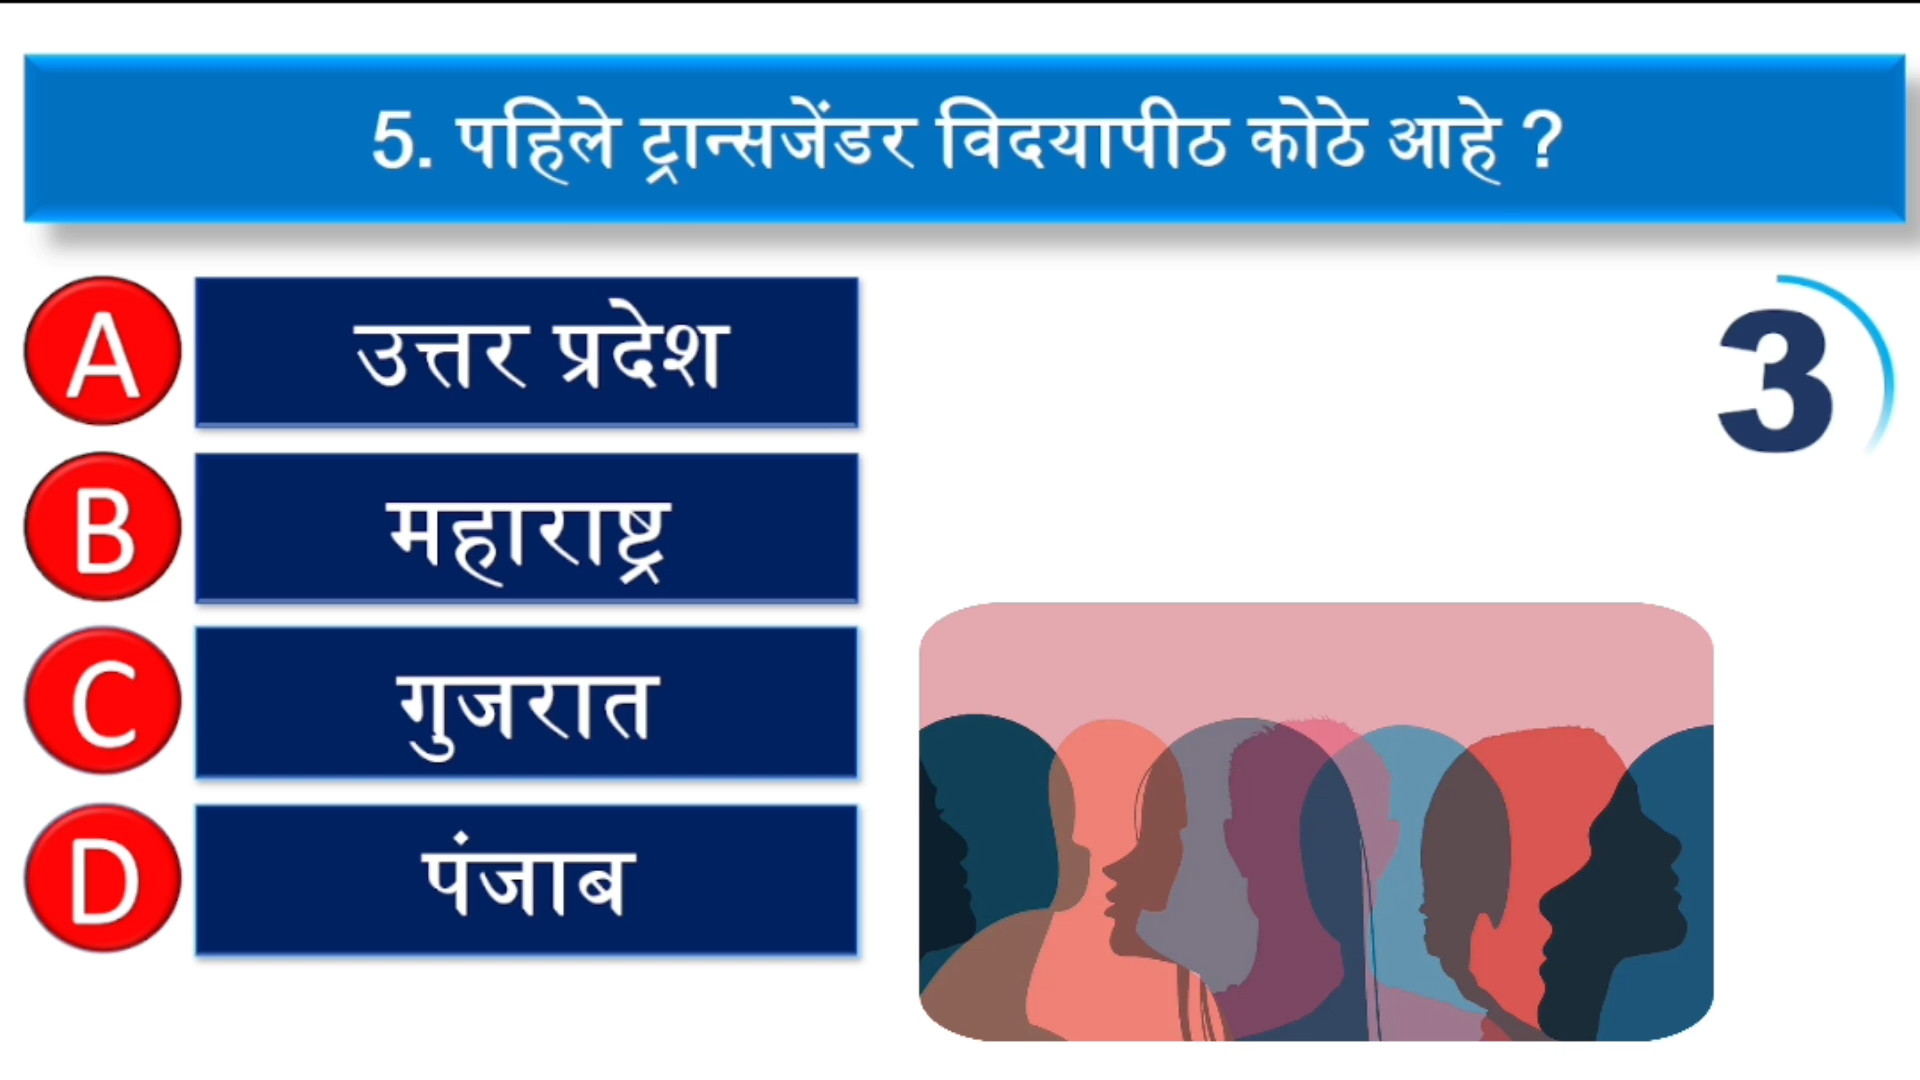 5. पहिले ट्रान्सजेंडर विदयापीठ कोठे आहे ?
A उत्तर प्रदेश
3
B महाराष्ट्र
C गुजरात
D पंजाब